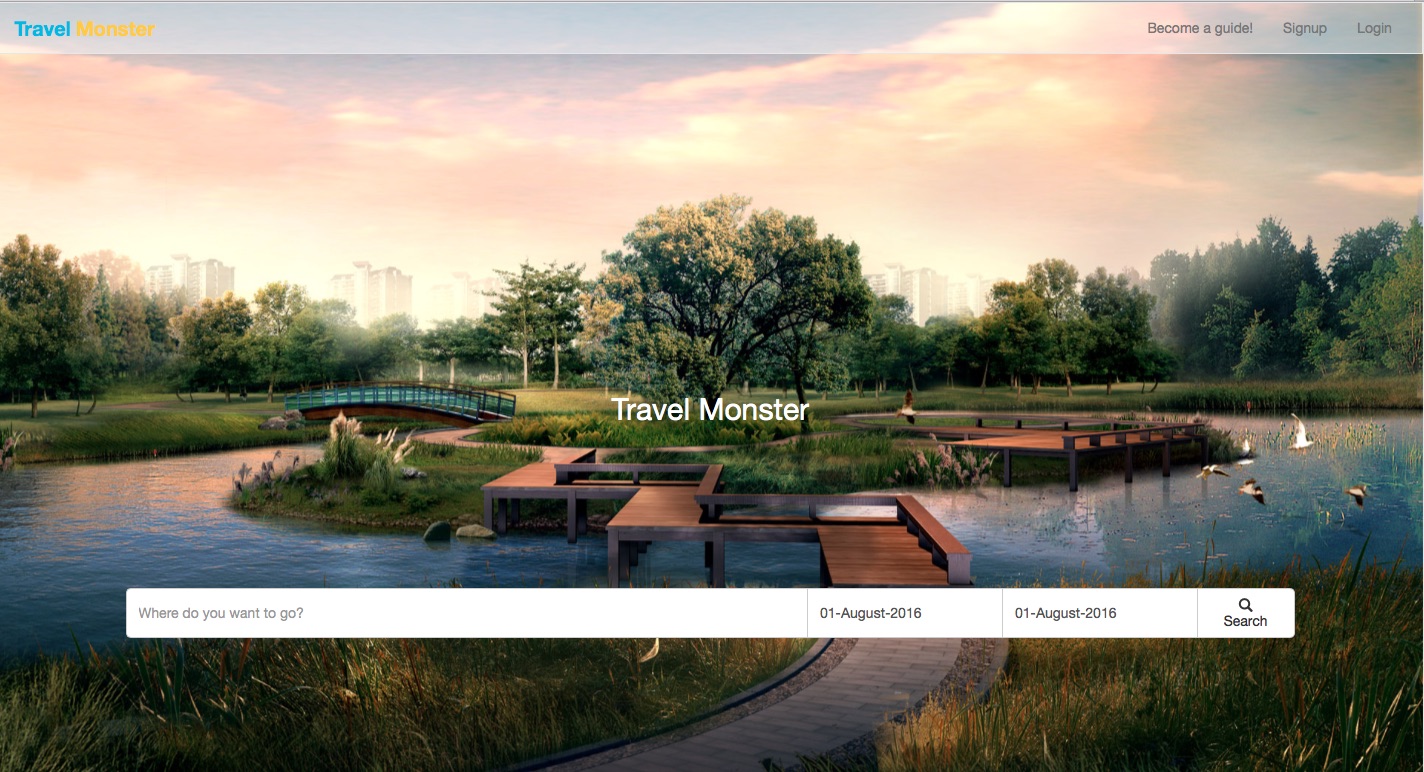 Travel Monster
Become a guide! Signup Login
Travel Monster
Where do you want to go? 01-August-2016 01-August-2016 Search